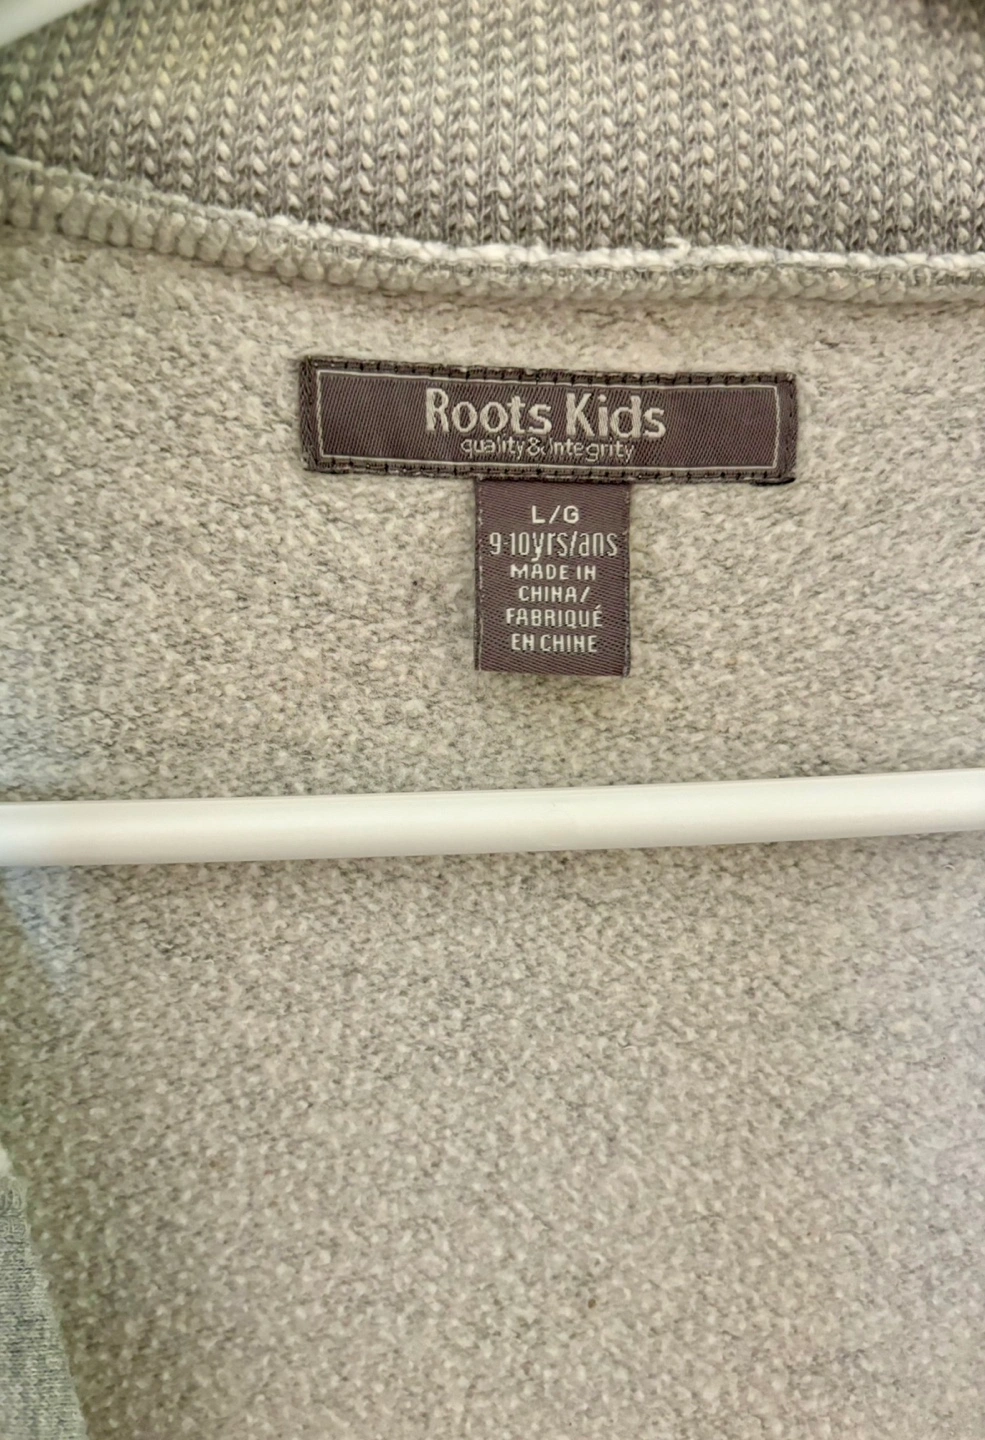 Roots Kids
quality & integrity
L/G
9-10yrs/ans
MADE IN
CHINA/
FABRIQUÉ
EN CHINE